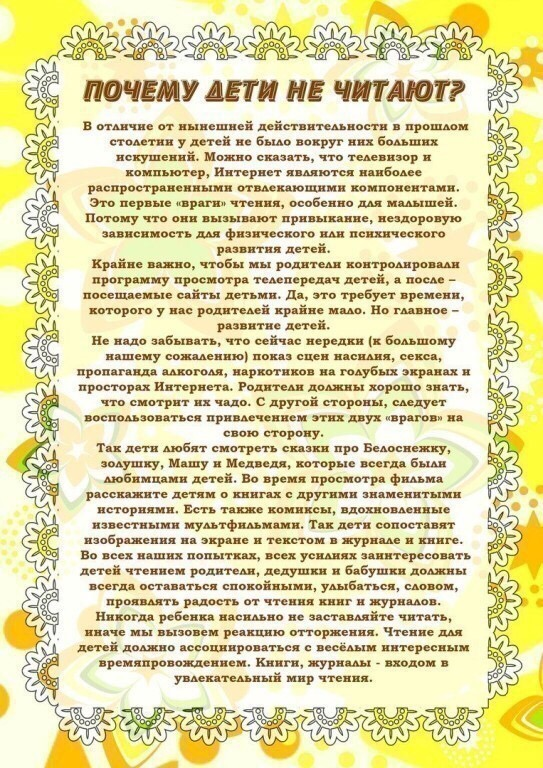 ПОЧЕМУ ДЕТИ НЕ ЧИТАЮТ?
В отличие от нынешней действительности в прошлом
столетии у детей не было вокруг них больших
искушений. Можно сказать, что телевизор и
компьютер, Интернет являются наиболее
распространенными отвлекающими компонентами.
Это первые «враги» чтения, особенно для малышей.
Потому что они вызывают привыкание, нездоровую
зависимость для физического или психического
развития детей.
Крайне важно, чтобы мы родители контролировали
программу просмотра телепередач детей, а после –
посещаемые сайты детьми. Да, это требует времени,
которого у нас родителей крайне мало. Но главное –
развитие детей.
Не надо забывать, что сейчас нередки (к большому
нашему сожалению) показ сцен насилия, секса,
пропаганда алкоголя, наркотиков на голубых экранах и
просторах Интернета. Родители должны хорошо знать,
что смотрит их чадо. С другой стороны, следует
воспользоваться привлечением этих двух «врагов» на
свою сторону.
Так дети любят смотреть сказки про Белоснежку,
золушку, Машу и Медведя, которые всегда были
любимцами детей. Во время просмотра фильма
расскажите детям о книгах с другими знаменитыми
историями. Есть также комиксы, вдохновленные
известными мультфильмами. Так дети сопоставят
изображения на экране и текстом в журнале и книге.
Во всех наших попытках, всех усилиях заинтересовать
детей чтением родители, дедушки и бабушки должны
всегда оставаться спокойными, улыбаться, словом,
проявлять радость от чтения книг и журналов.
Никогда ребенка насильно не заставляйте читать,
иначе мы вызовем реакцию отторжения. Чтение для
детей должно ассоциироваться с весёлым интересным
времяпровождением. Книги, журналы - входом в
увлекательный мир чтения.